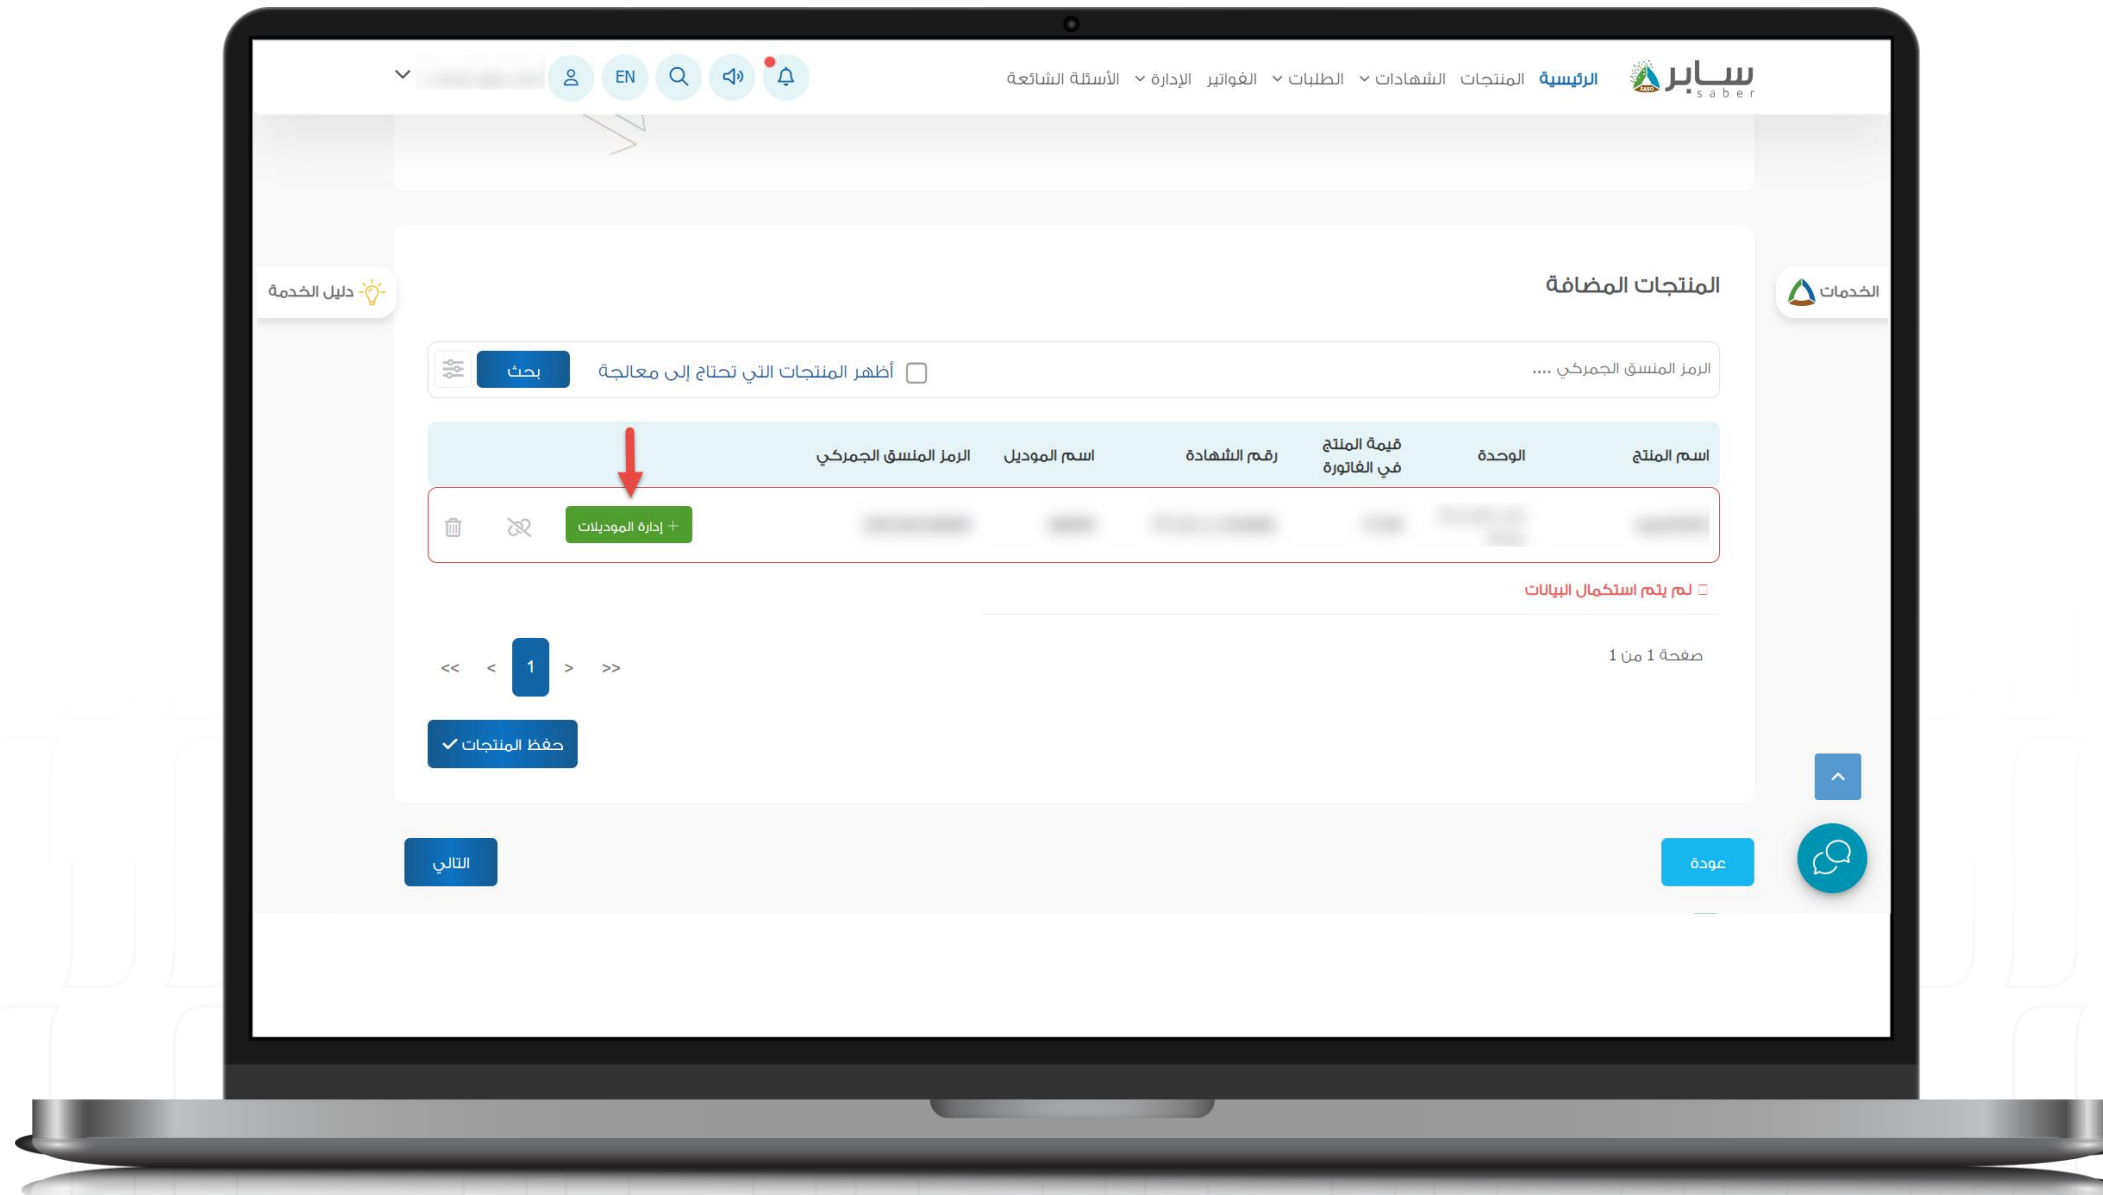 سابر
saber
الرئيسية المنتجات الشهادات الطلبات الفواتير الإدارة الأسئلة الشائعة
EN
الخدمات
دليل الخدمة
المنتجات المضافة
الرمز المنسق الجمركي ....
أظهر المنتجات التي تحتاج إلى معالجة
بحث
اسم المنتج
الوحدة
قيمة المنتج
في الفاتورة
رقم الشهادة
اسم الموديل
الرمز المنسق الجمركي
+ إدارة الموديلات
لم يتم استكمال البيانات
صفحة 1 من 1
<< < 1 > >>
حفظ المنتجات
عودة
التالي